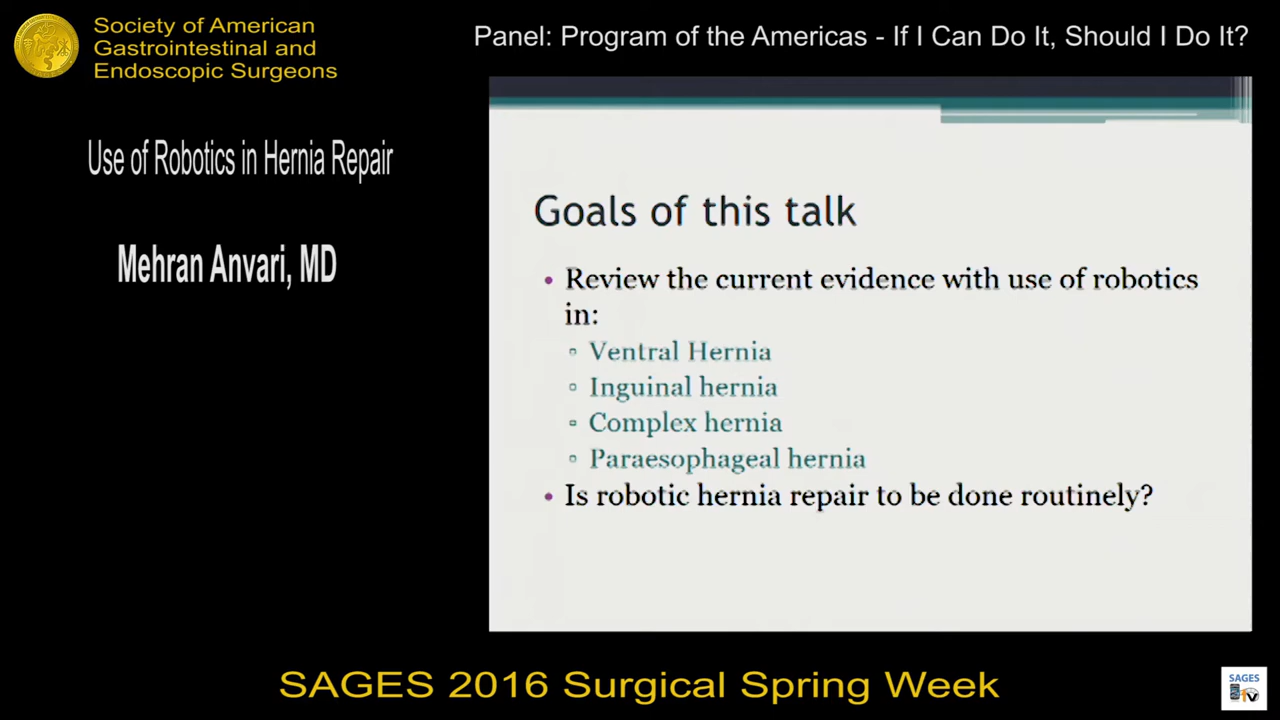 Society of American
Gastrointestinal and
Endoscopic Surgeons
Panel: Program of the Americas - If I Can Do It, Should I Do It?
Use of Robotics in Hernia Repair
Mehran Anvari, MD
Goals of this talk
• Review the current evidence with use of robotics
in:
▫ Ventral Hernia
▫ Inguinal hernia
▫ Complex hernia
▫ Paraesophageal hernia
• Is robotic hernia repair to be done routinely?
SAGES 2016 Surgical Spring Week
SAGES
TV